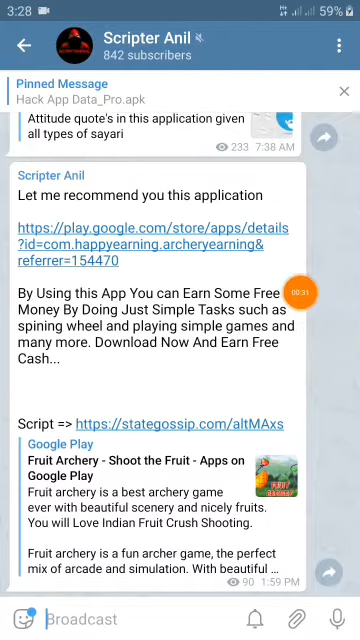 3:28
59%
Scripter Anil
842 subscribers
Pinned Message
Hack App Data_Pro.apk
Attitude quote's in this application given
all types of sayari
233 7:38 AM
Scripter Anil
Let me recommend you this application
https://play.google.com/store/apps/details
?id=com.happyearning.archeryearning&
referrer=154470
By Using this App You can Earn Some Free
Money By Doing Just Simple Tasks such as
spining wheel and playing simple games and
many more. Download Now And Earn Free
Cash...
00:31
Script => https://stategossip.com/altMAxs
Google Play
Fruit Archery - Shoot the Fruit - Apps on
Google Play
Fruit archery is a best archery game
ever with beautiful scenery and nicely fruits.
You will Love Indian Fruit Crush Shooting.
Fruit archery is a fun archer game, the perfect
mix of arcade and simulation. With beautiful ...
90 1:59 PM
Broadcast